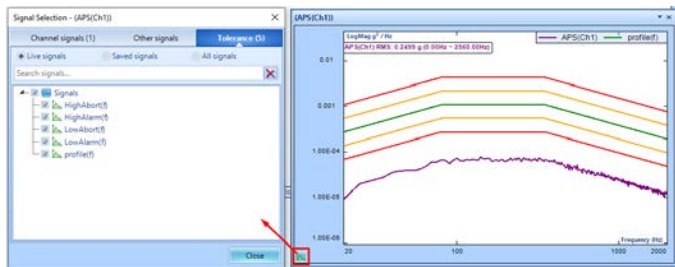 Signal Selection - (APS(Ch1))
Channel signals (1)
Other signals
Tolerance (5)
Live signals
Saved signals
All signals
Search signals...
Signals
HighAbort(f)
HighAlarm(f)
LowAbort(f)
LowAlarm(f)
profile(f)
Close
(APS(Ch1))
LogMag g²/ Hz
APS(Ch1)
profile(f)
APS(Ch1) RMS: 0.2499 g (0.00Hz ~ 2560.00Hz)
0.01
0.001
1.00E-04
1.00E-05
1.00E-06
Frequency (Hz)
20
100
1000
2000